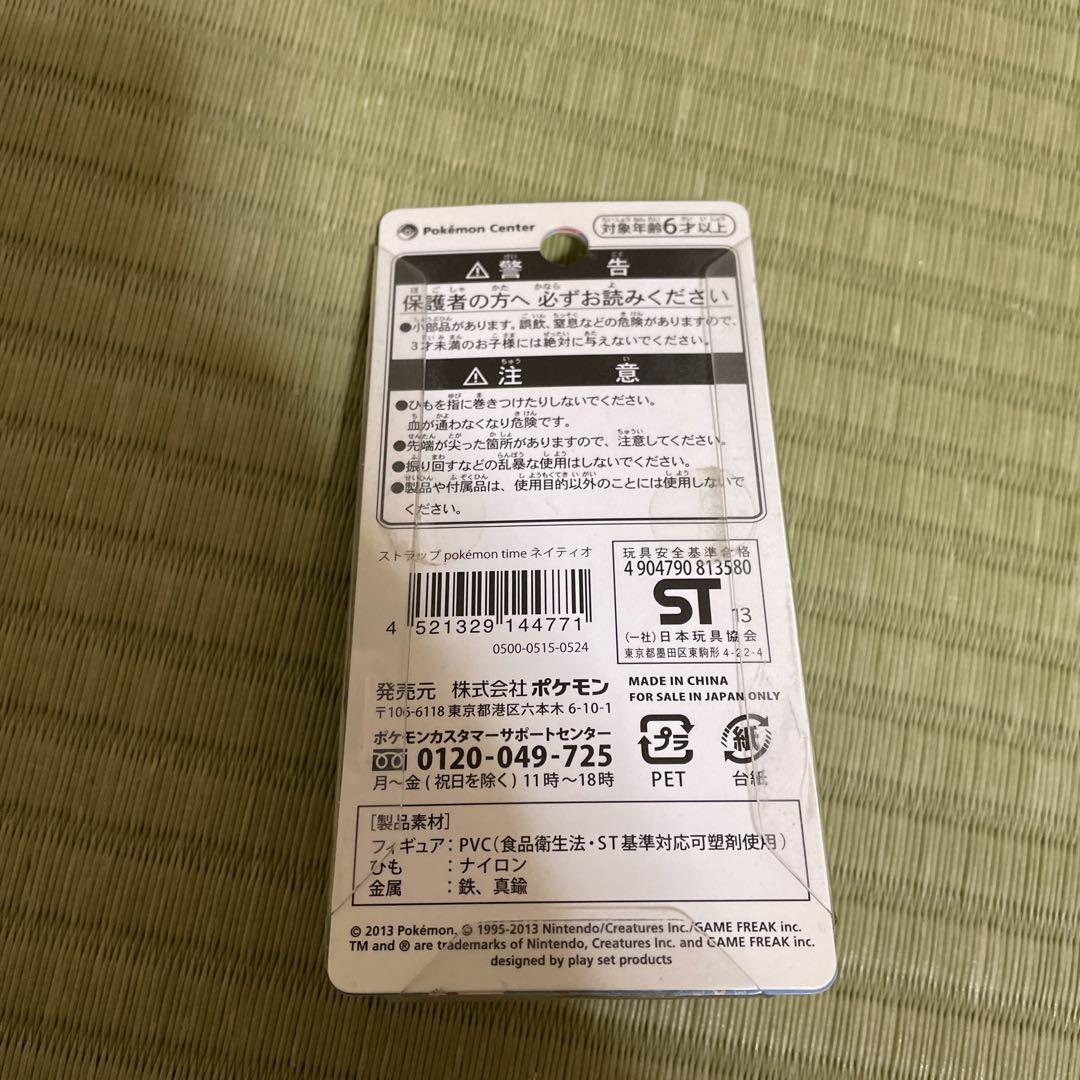 Pokémon Center
対象年齢6才以上
警告
保護者の方へ 必ずお読みください
●小部品があります。誤飲、窒息などの危険がありますので、
3才未満のお子様には絶対に与えないでください。
注意
●ひもを指に巻きつけたりしないでください。
血が通わなくなり危険です。
●先端が尖った箇所がありますので、注意してください。
●振り回すなどの乱暴な使用はしないでください。
●製品や付属品は、使用目的以外のことには使用しないで
ください。
ストラップ pokémon time ネイティオ
4 521329 144771
0500-0515-0524
玩具安全基準合格
4 904790 813580
ST 13
(一社)日本玩具協会
東京都墨田区東駒形 4-22-4
発売元 株式会社ポケモン
〒106-6118 東京都港区六本木 6-10-1
ポケモンカスタマーサポートセンター
0120-049-725
月～金(祝日を除く)11時～18時
MADE IN CHINA
FOR SALE IN JAPAN ONLY
プラ
PET
紙
台紙
[製品素材]
フィギュア:PVC(食品衛生法・ST基準対応可塑剤使用)
ひも :ナイロン
金属 :鉄、真鍮
© 2013 Pokémon. © 1995-2013 Nintendo/Creatures Inc./GAME FREAK inc.
TM and ® are trademarks of Nintendo, Creatures Inc. and GAME FREAK inc.
designed by play set products